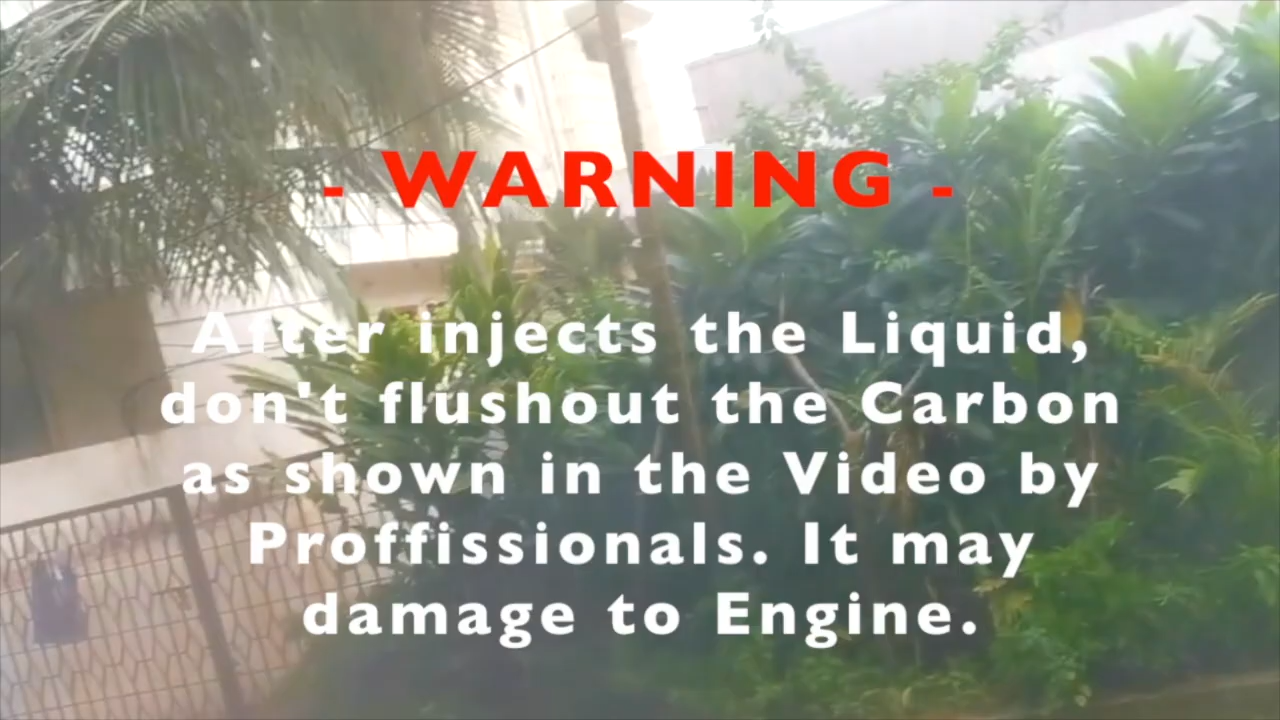 - WARNING -
After injects the Liquid,
don't flushout the Carbon
as shown in the Video by
Proffissionals. It may
damage to Engine.